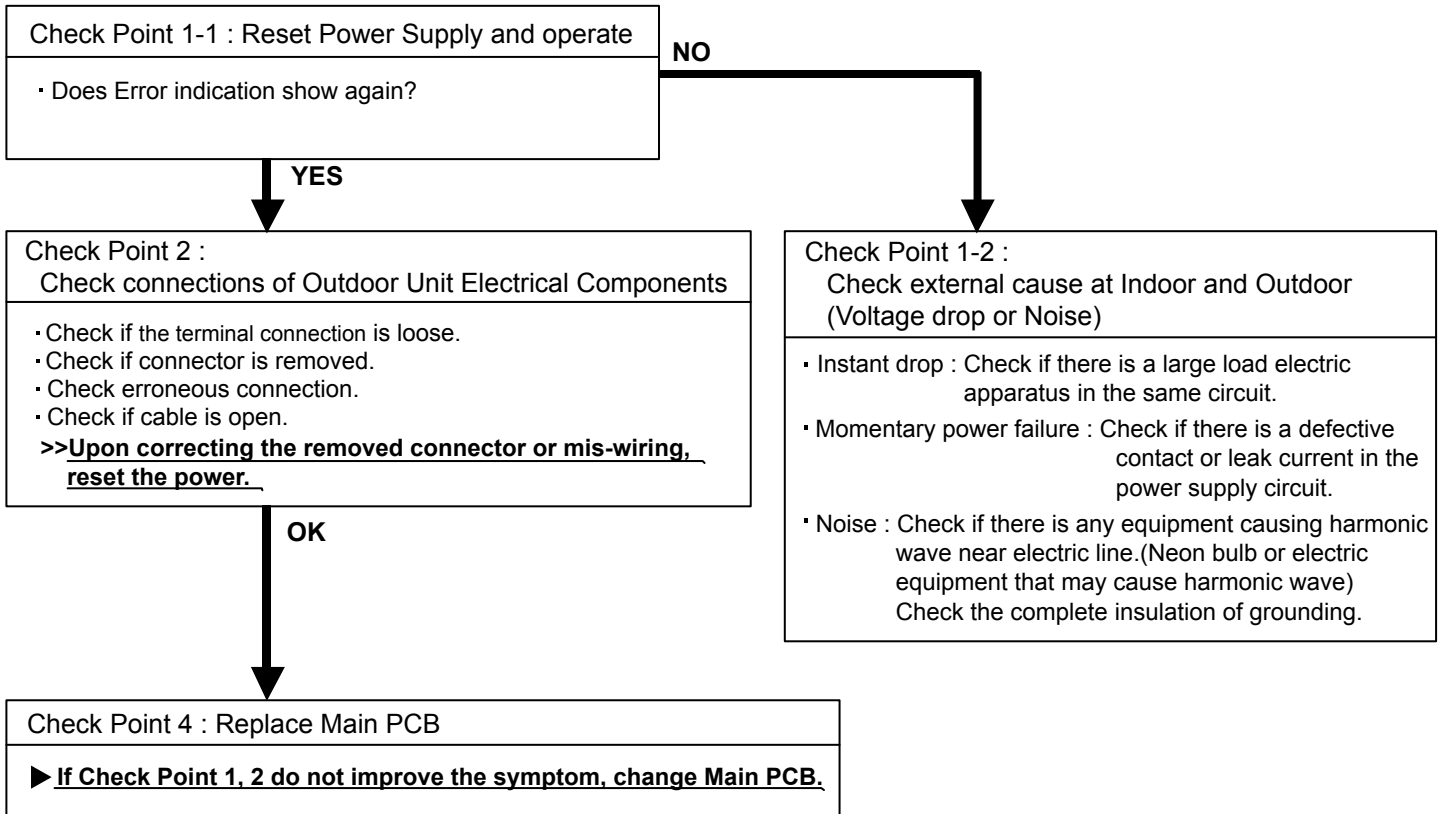 Check Point 1-1 : Reset Power Supply and operate
· Does Error indication show again?
NO
YES
Check Point 2 :
Check connections of Outdoor Unit Electrical Components
· Check if the terminal connection is loose.
· Check if connector is removed.
· Check erroneous connection.
· Check if cable is open.
>>Upon correcting the removed connector or mis-wiring,
reset the power.
Check Point 1-2 :
Check external cause at Indoor and Outdoor
(Voltage drop or Noise)
· Instant drop : Check if there is a large load electric
apparatus in the same circuit.
· Momentary power failure : Check if there is a defective
contact or leak current in the
power supply circuit.
· Noise : Check if there is any equipment causing harmonic
wave near electric line.(Neon bulb or electric
equipment that may cause harmonic wave)
Check the complete insulation of grounding.
OK
Check Point 4 : Replace Main PCB
▶ If Check Point 1, 2 do not improve the symptom, change Main PCB.